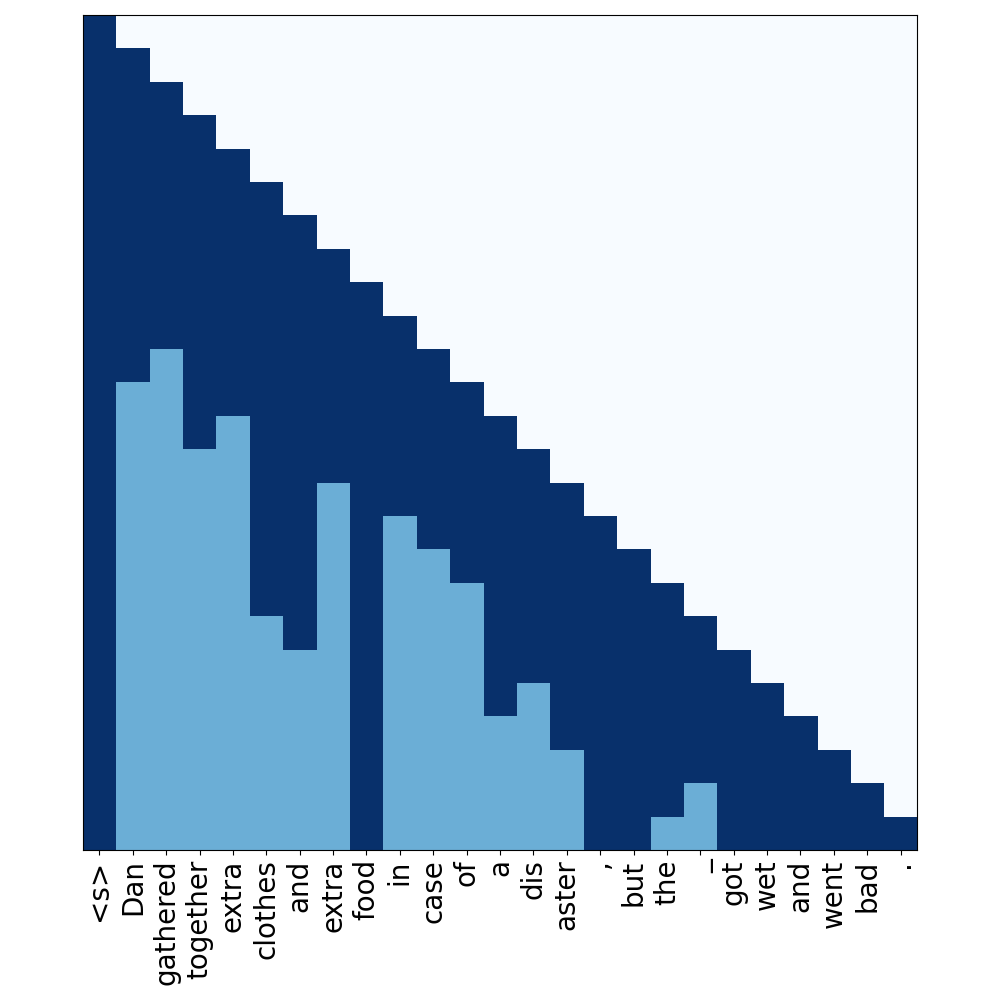 <s>
Dan
gathered
together
extra
clothes
and
extra
food
in
case
of
a
dis
aster
,
but
the
_
got
wet
and
went
bad
.